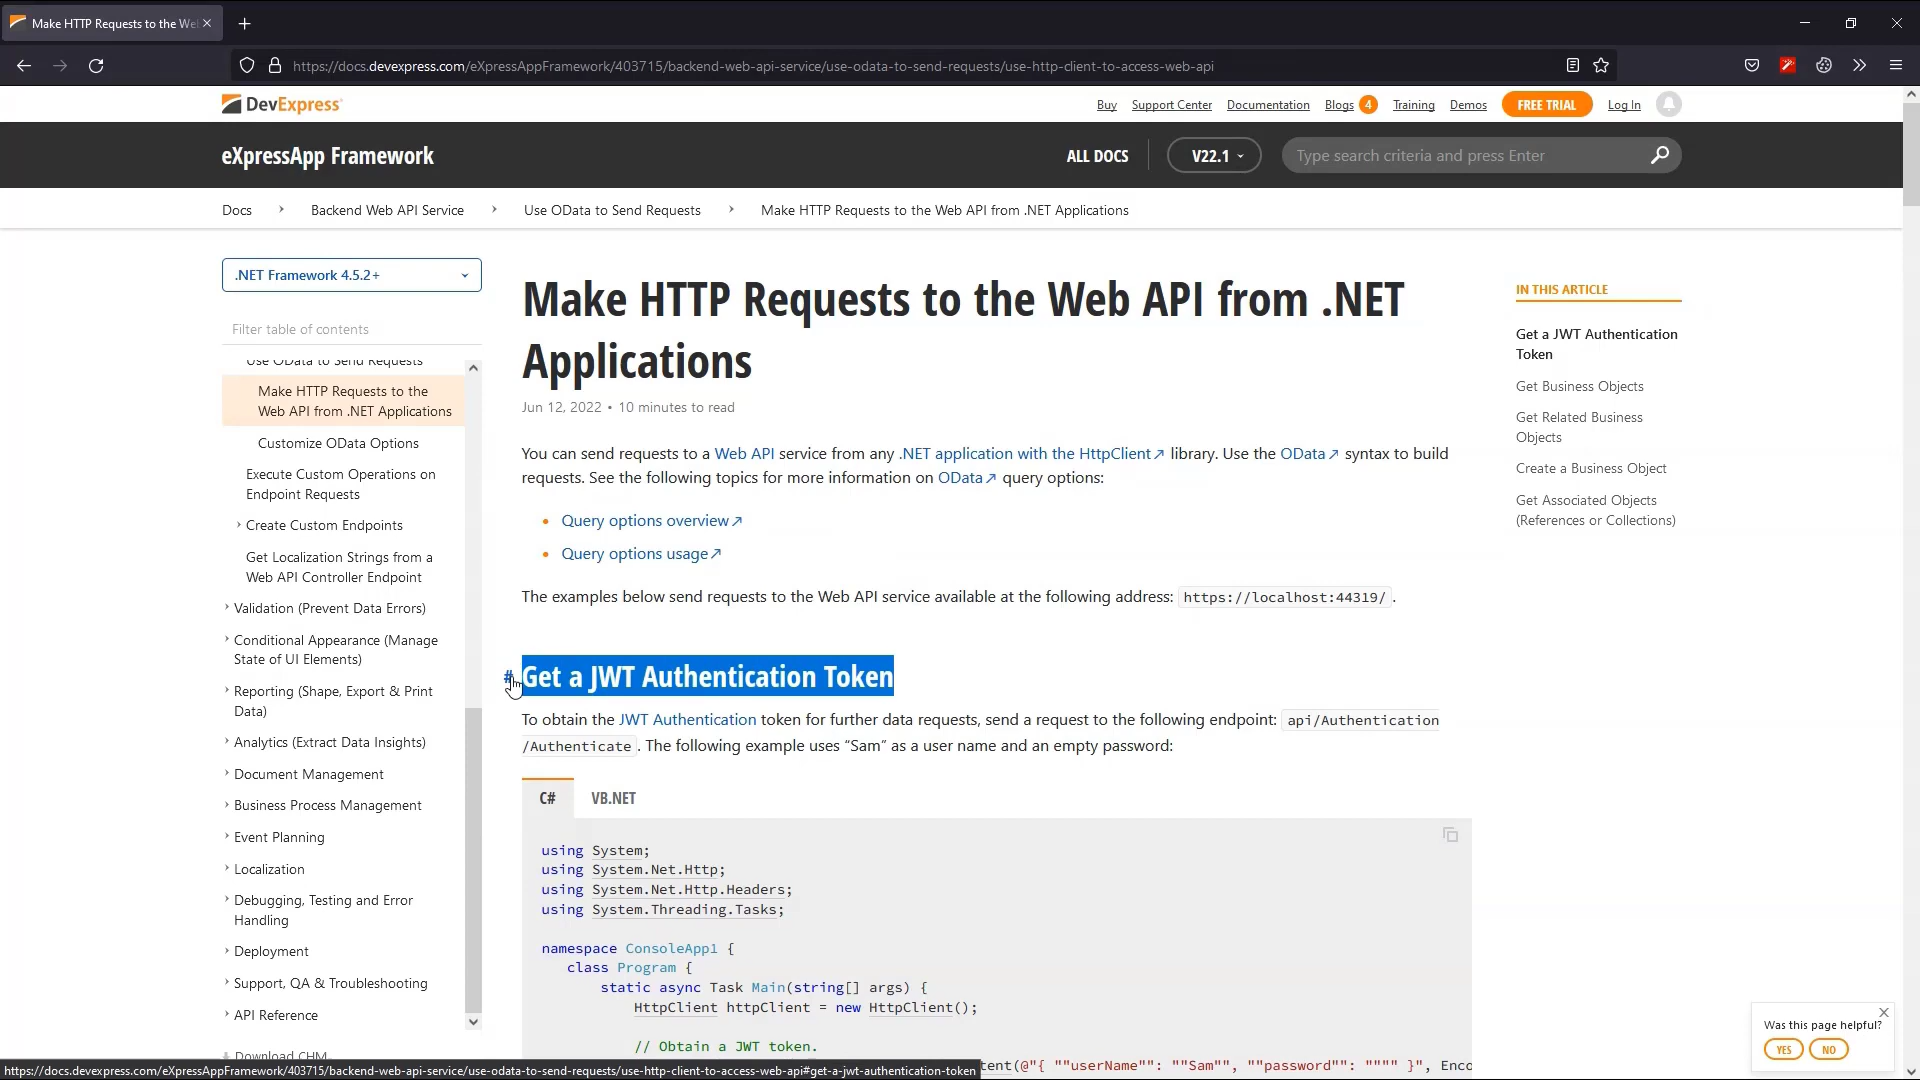 Make HTTP Requests to the We
https://docs.devexpress.com/eXpressAppFramework/403715/backend-web-api-service/use-odata-to-send-requests/use-http-client-to-access-web-api
DevExpress
Buy Support Center Documentation Blogs 4 Training Demos FREE TRIAL Log In
eXpressApp Framework
ALL DOCS V22.1 Type search criteria and press Enter
Docs > Backend Web API Service > Use OData to Send Requests > Make HTTP Requests to the Web API from .NET Applications
.NET Framework 4.5.2+
Filter table of contents
Use OData to Send Requests
Make HTTP Requests to the
Web API from .NET Applications
Customize OData Options
Execute Custom Operations on
Endpoint Requests
Create Custom Endpoints
Get Localization Strings from a
Web API Controller Endpoint
Validation (Prevent Data Errors)
Conditional Appearance (Manage
State of UI Elements)
Reporting (Shape, Export & Print
Data)
Analytics (Extract Data Insights)
Document Management
Business Process Management
Event Planning
Localization
Debugging, Testing and Error
Handling
Deployment
Support, QA & Troubleshooting
API Reference
Download CHM
Make HTTP Requests to the Web API from .NET
Applications
Jun 12, 2022 • 10 minutes to read
You can send requests to a Web API service from any .NET application with the HttpClient↗ library. Use the OData↗ syntax to build
requests. See the following topics for more information on OData↗ query options:
• Query options overview↗
• Query options usage↗
The examples below send requests to the Web API service available at the following address: https://localhost:44319/.
# Get a JWT Authentication Token
To obtain the JWT Authentication token for further data requests, send a request to the following endpoint: api/Authentication
/Authenticate. The following example uses “Sam” as a user name and an empty password:
C# VB.NET
using System;
using System.Net.Http;
using System.Net.Http.Headers;
using System.Threading.Tasks;
namespace ConsoleApp1 {
class Program {
static async Task Main(string[] args) {
HttpClient httpClient = new HttpClient();
// Obtain a JWT token.
tent(@"{ ""userName"": ""Sam"", ""password"": """" }", Enco
IN THIS ARTICLE
Get a JWT Authentication
Token
Get Business Objects
Get Related Business
Objects
Create a Business Object
Get Associated Objects
(References or Collections)
Was this page helpful?
YES NO
https://docs.devexpress.com/eXpressAppFramework/403715/backend-web-api-service/use-odata-to-send-requests/use-http-client-to-access-web-api#get-a-jwt-authentication-token